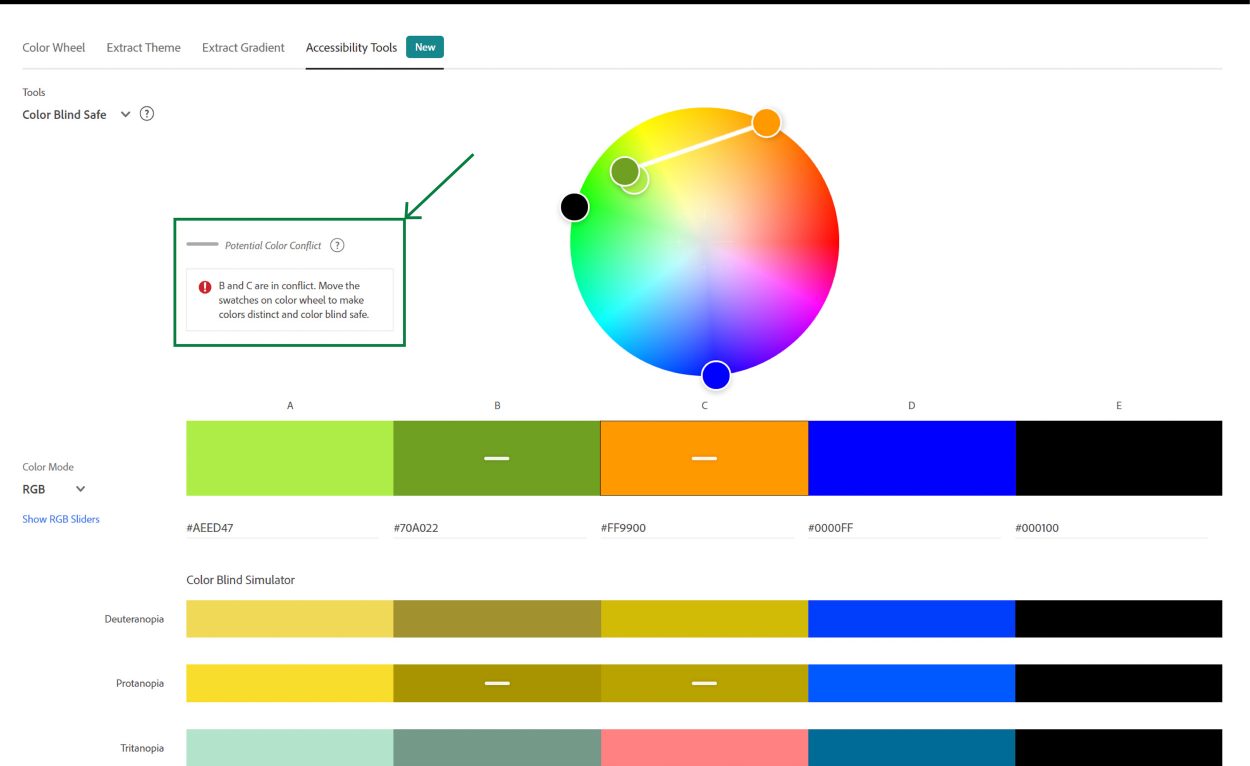 Color Wheel Extract Theme Extract Gradient Accessibility Tools New
Tools
Color Blind Safe ?
Potential Color Conflict ?
! B and C are in conflict. Move the
swatches on color wheel to make
colors distinct and color blind safe.
A B C D E
Color Mode
RGB
Show RGB Sliders
#AEED47 #70A022 #FF9900 #0000FF #000100
Color Blind Simulator
Deuteranopia
Protanopia
Tritanopia